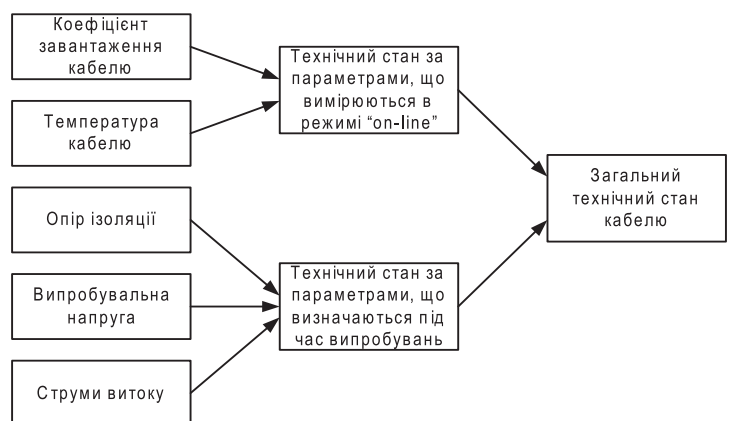 Коефіцієнт
завантаження
кабелю
Температура
кабелю
Опір ізоляції
Випробувальна
напруга
Струми витоку
Технічний стан за
параметрами, що
вимірюються в
режимі “on-line”
Технічний стан за
параметрами, що
визначаються під
час випробувань
Загальний
технічний стан
кабелю